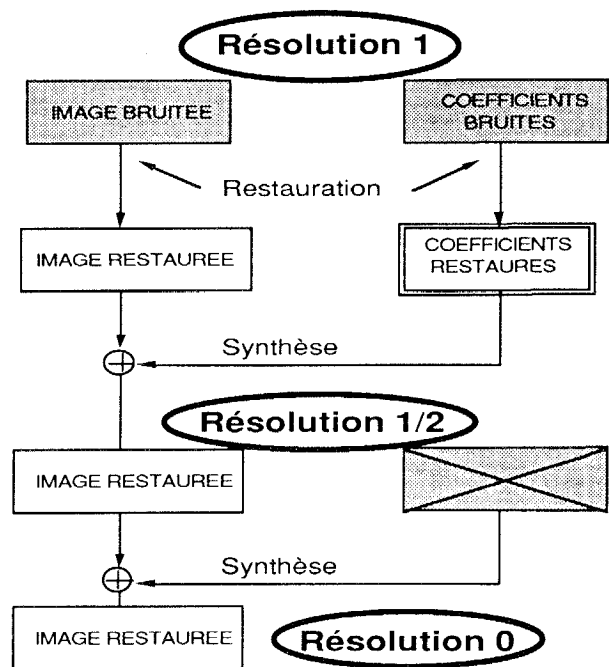 Résolution 1
IMAGE BRUITEE
COEFFICIENTS
BRUITES
Restauration
IMAGE RESTAUREE
COEFFICIENTS
RESTAURES
Synthèse
Résolution 1/2
IMAGE RESTAUREE
Synthèse
IMAGE RESTAUREE
Résolution 0